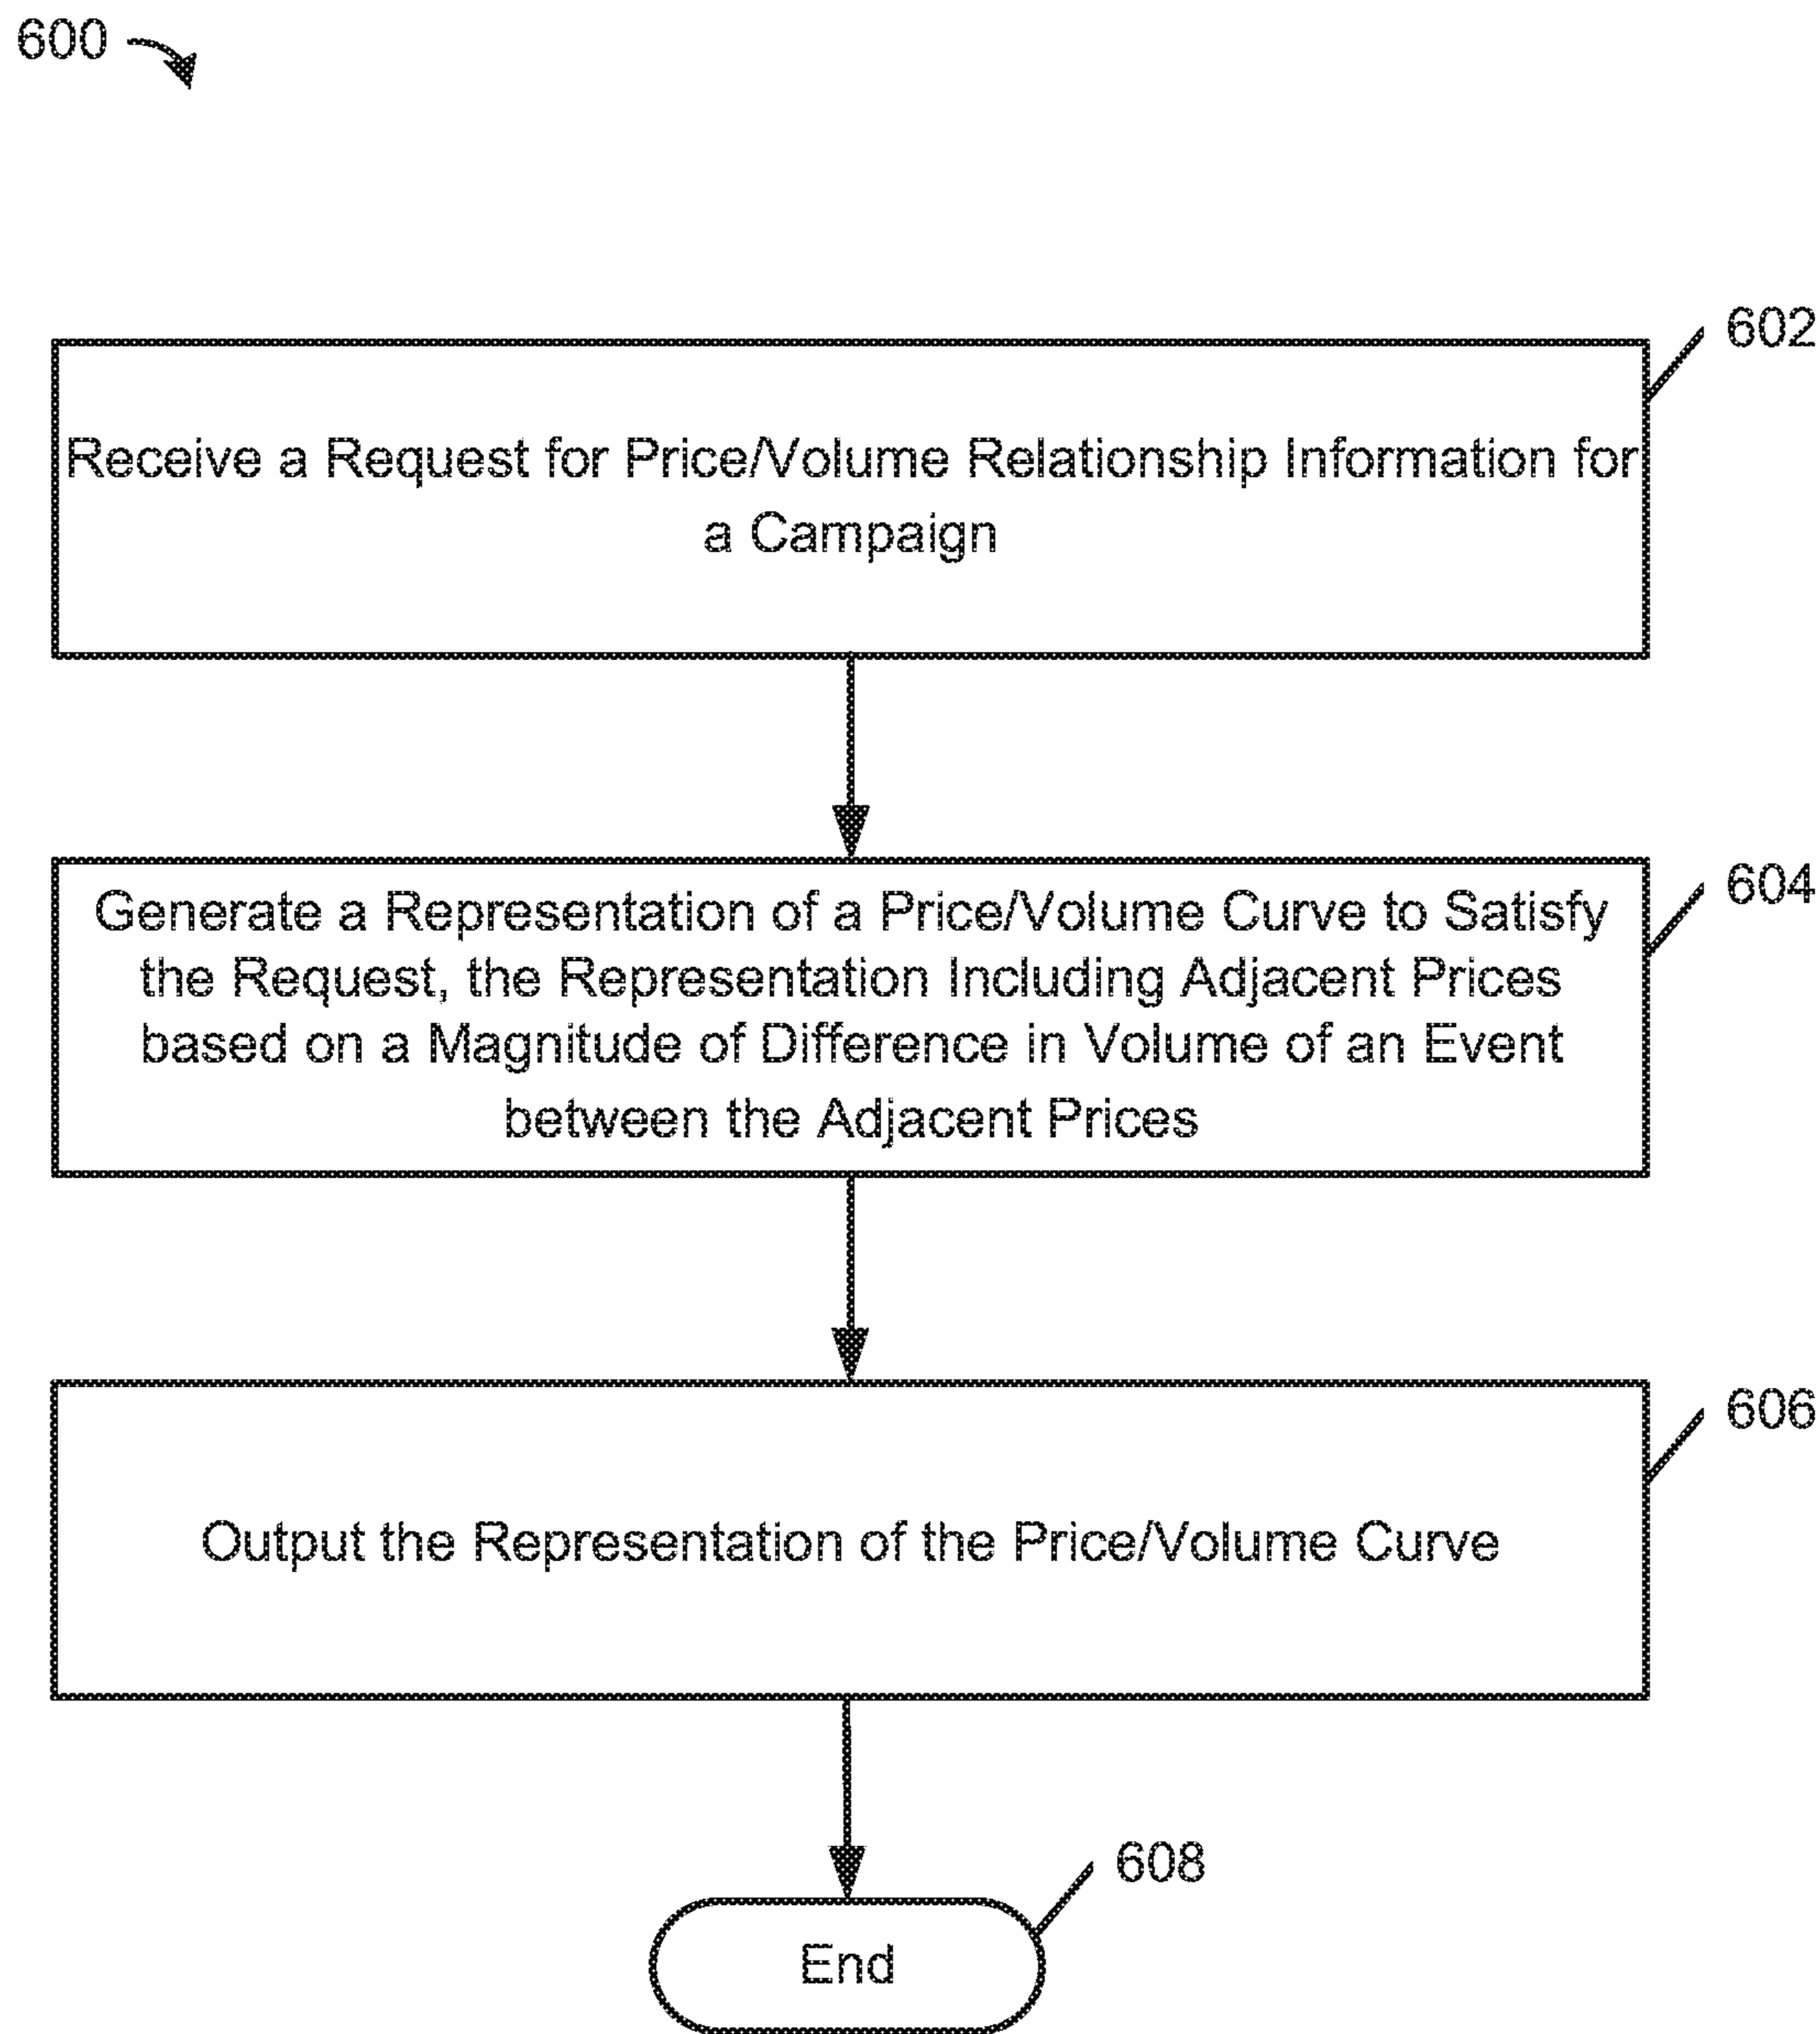 600
602
Receive a Request for Price/Volume Relationship Information for
a Campaign
604
Generate a Representation of a Price/Volume Curve to Satisfy
the Request, the Representation Including Adjacent Prices
based on a Magnitude of Difference in Volume of an Event
between the Adjacent Prices
606
Output the Representation of the Price/Volume Curve
608
End